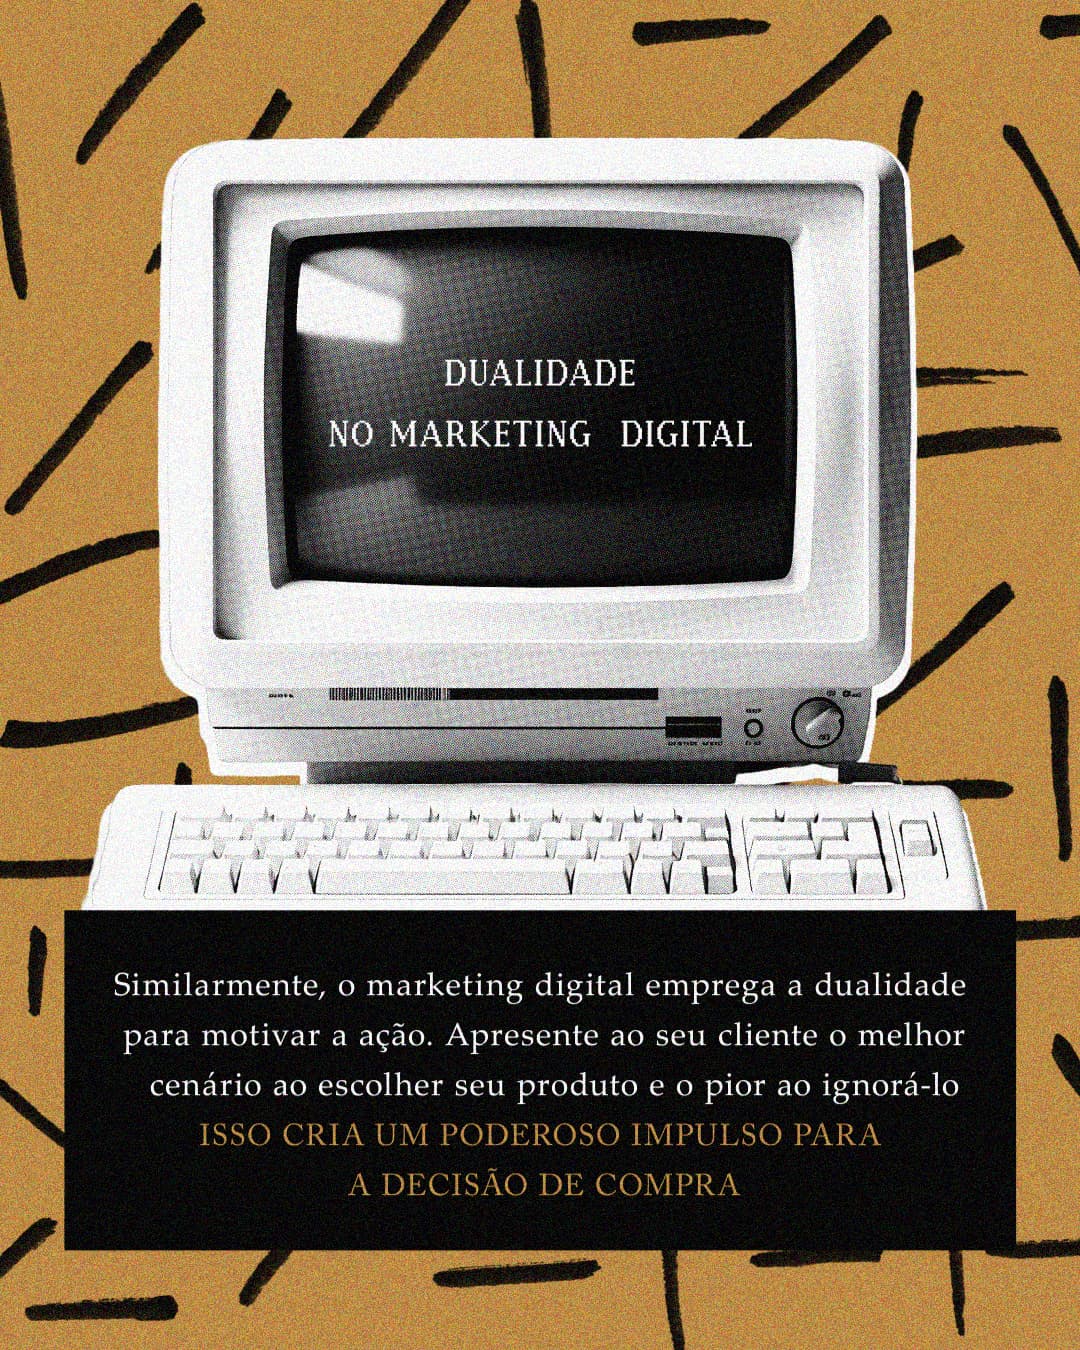 DUALIDADE
NO MARKETING DIGITAL
Similarmente, o marketing digital emprega a dualidade
para motivar a ação. Apresente ao seu cliente o melhor
cenário ao escolher seu produto e o pior ao ignorá-lo
ISSO CRIA UM PODEROSO IMPULSO PARA
A DECISÃO DE COMPRA